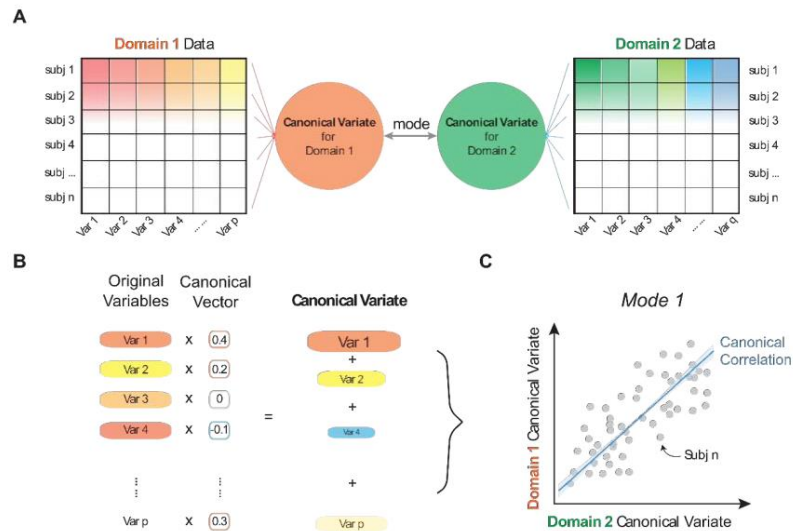 A
Domain 1 Data
subj 1
subj 2
subj 3
subj 4
subj ...
subj n
Var 1
Var 2
Var 3
Var 4
... ...
Var p
Canonical Variate
for
Domain 1
mode
Canonical Variate
for
Domain 2
Domain 2 Data
subj 1
subj 2
subj 3
subj 4
subj ...
subj n
Var 1
Var 2
Var 3
Var 4
... ...
Var q
B
Original
Variables
Canonical
Vector
Canonical Variate
Var 1 x 0.4
Var 2 x 0.2
Var 3 x 0
Var 4 x -0.1
⋮ ⋮
Var p x 0.3
=
Var 1
+
Var 2
+
Var 4
+
Var p
C
Mode 1
Domain 1 Canonical Variate
Canonical
Correlation
Subj n
Domain 2 Canonical Variate